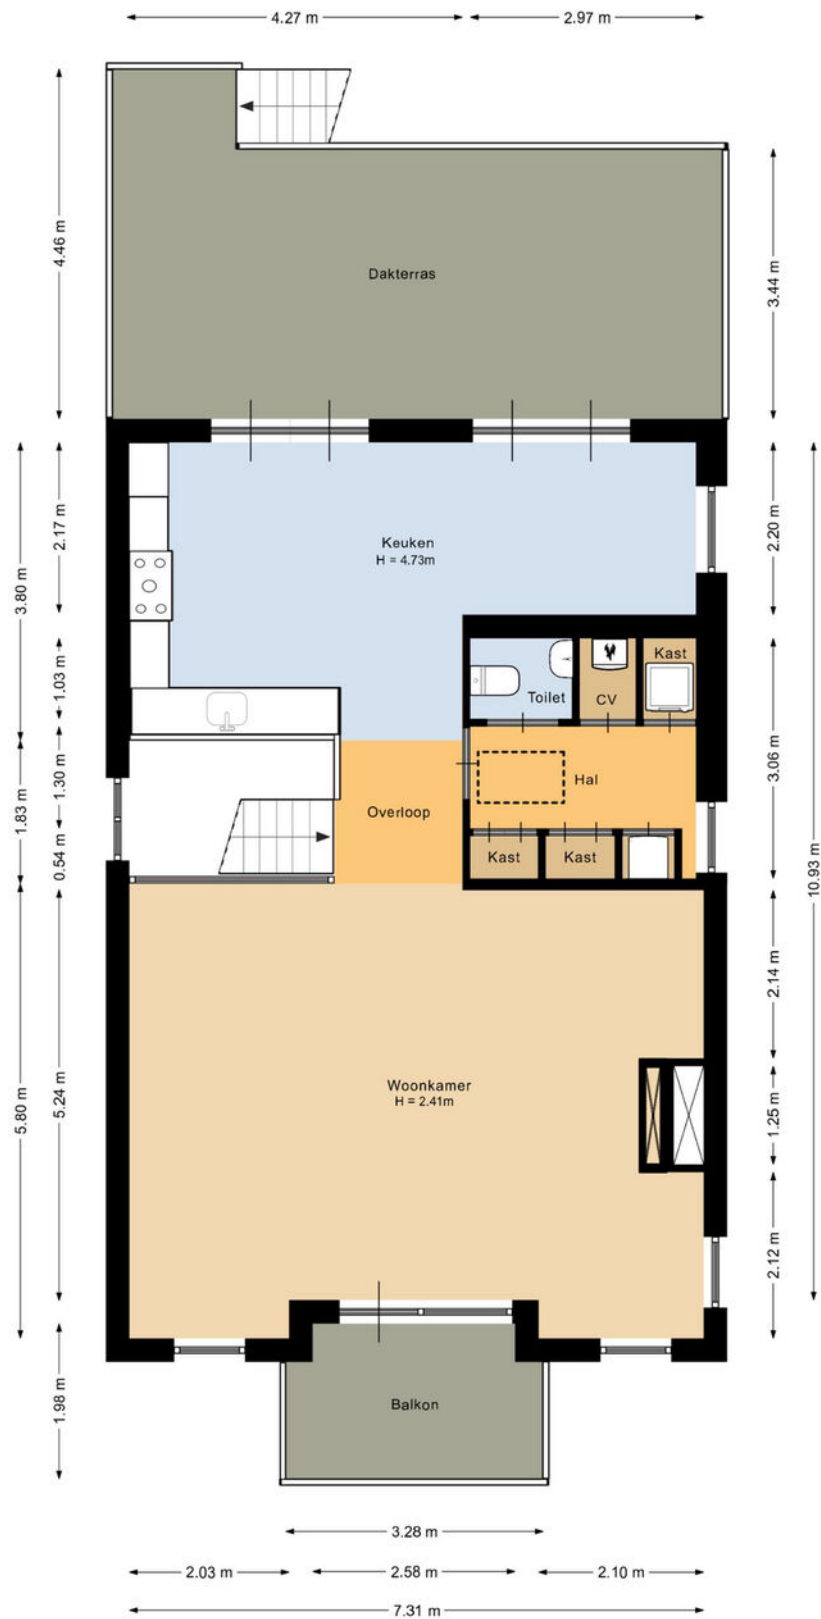 4.27 m
2.97 m
4.46 m
3.44 m
Dakterras
Keuken
H = 4.73m
2.17 m
2.20 m
3.80 m
1.03 m
Toilet
CV
Kast
3.06 m
1.30 m
1.83 m
0.54 m
Overloop
Hal
Kast
Kast
10.93 m
2.14 m
Woonkamer
H = 2.41m
5.24 m
5.80 m
1.25 m
2.12 m
1.98 m
Balkon
3.28 m
2.03 m
2.58 m
2.10 m
7.31 m